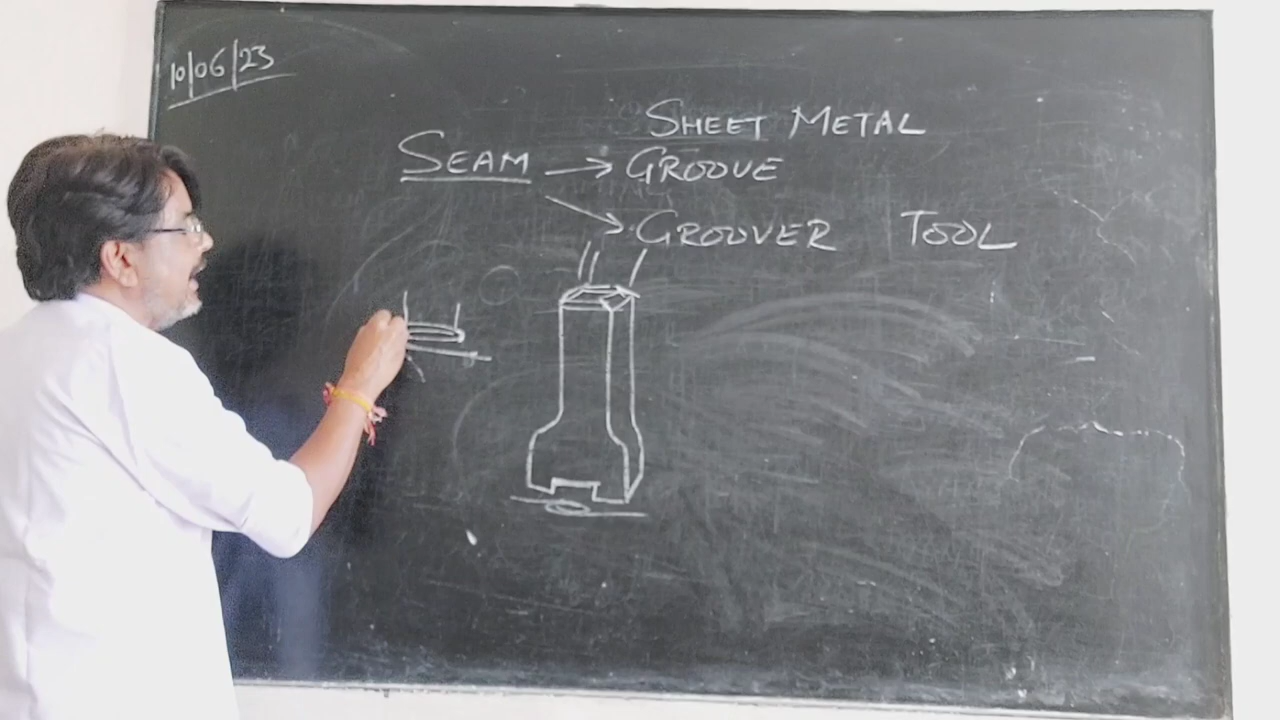 10/06/23
SHEET METAL
SEAM → GROOVE
→ GROOVER TOOL